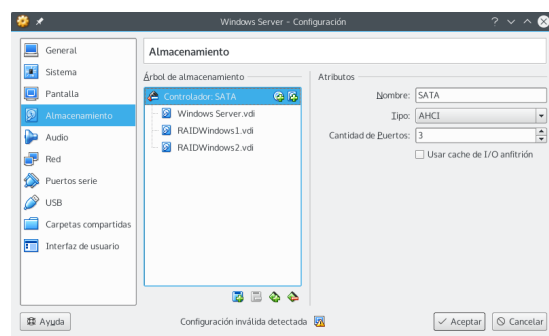 Windows Server – Configuración
General
Sistema
Pantalla
Almacenamiento
Audio
Red
Puertos serie
USB
Carpetas compartidas
Interfaz de usuario
Almacenamiento
Árbol de almacenamiento
Controlador: SATA
Windows Server.vdi
RAIDWindows1.vdi
RAIDWindows2.vdi
Atributos
Nombre: SATA
Tipo: AHCI
Cantidad de Puertos: 3
Usar cache de I/O anfitrión
Ayuda
Configuración inválida detectada
Aceptar
Cancelar